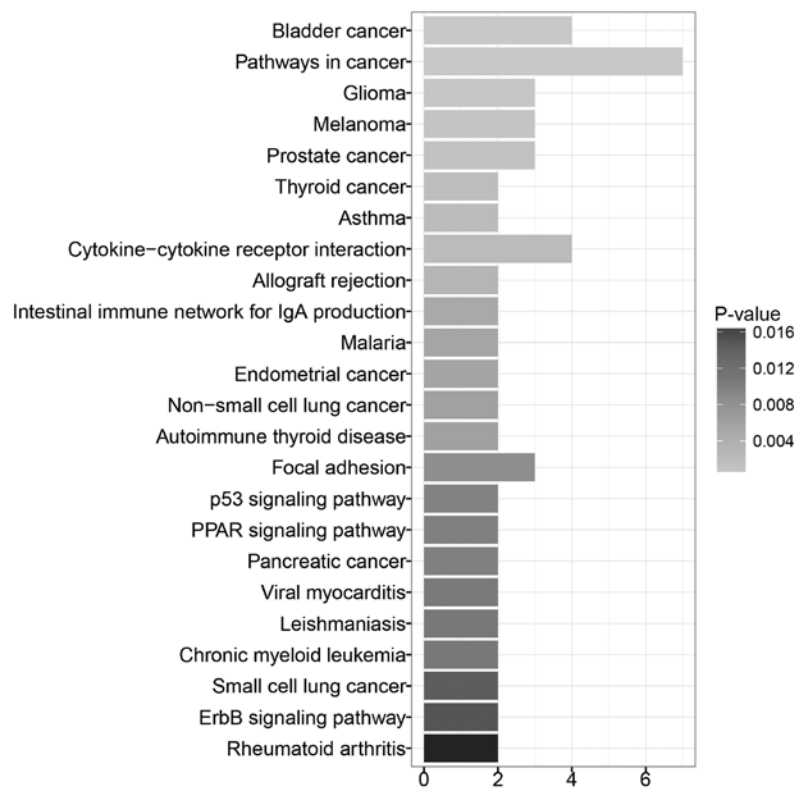 Bladder cancer
Pathways in cancer
Glioma
Melanoma
Prostate cancer
Thyroid cancer
Asthma
Cytokine−cytokine receptor interaction
Allograft rejection
Intestinal immune network for IgA production
Malaria
Endometrial cancer
Non−small cell lung cancer
Autoimmune thyroid disease
Focal adhesion
p53 signaling pathway
PPAR signaling pathway
Pancreatic cancer
Viral myocarditis
Leishmaniasis
Chronic myeloid leukemia
Small cell lung cancer
ErbB signaling pathway
Rheumatoid arthritis
0 2 4 6
P-value
0.016
0.012
0.008
0.004